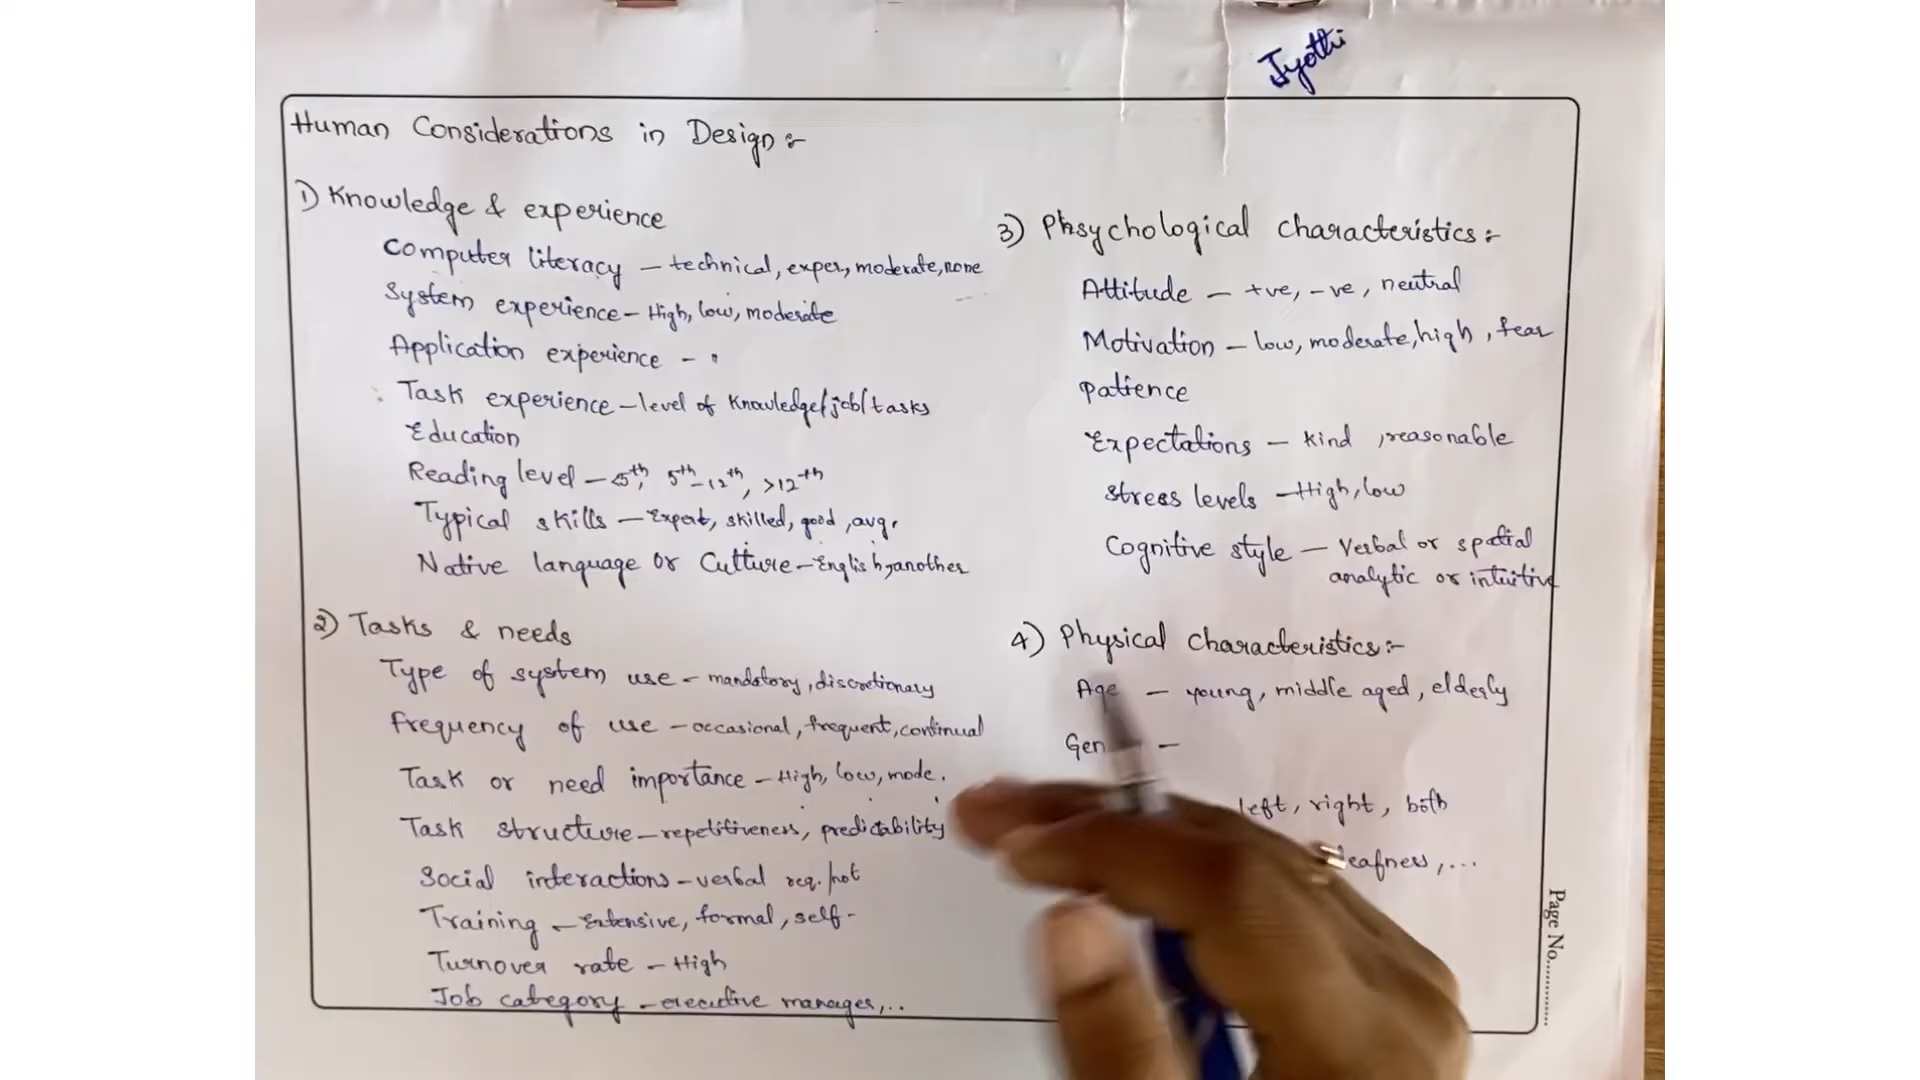 Jyothi
Human Considerations in Design:-
1) Knowledge & experience
Computer literacy - technical, exper, moderate, none
System experience - High, low, moderate
Application experience - "
Task experience - level of knowledge/job/tasks
Education
Reading level - <5th, 5th-12th, >12th
Typical skills - Expert, skilled, good, avg.
Native language or Culture - English, another
2) Tasks & needs
Type of system use - mandatory, discretionary
Frequency of use - occasional, frequent, continual
Task or need importance - High, low, mode.
Task structure - repetitiveness, predictability
Social interactions - verbal req./not
Training - Extensive, formal, self-
Turnover rate - High
Job category - executive manager,..
3) Phsychological characteristics:-
Attitude - +ve, -ve, neutral
Motivation - low, moderate, high, fear
patience
Expectations - kind, reasonable
stress levels - High, low
Cognitive style - Verbal or spatial
analytic or intuitive
4) Physical characteristics:-
Age - young, middle aged, elderly
Gen -
left, right, both
deafness,...
Page No..............